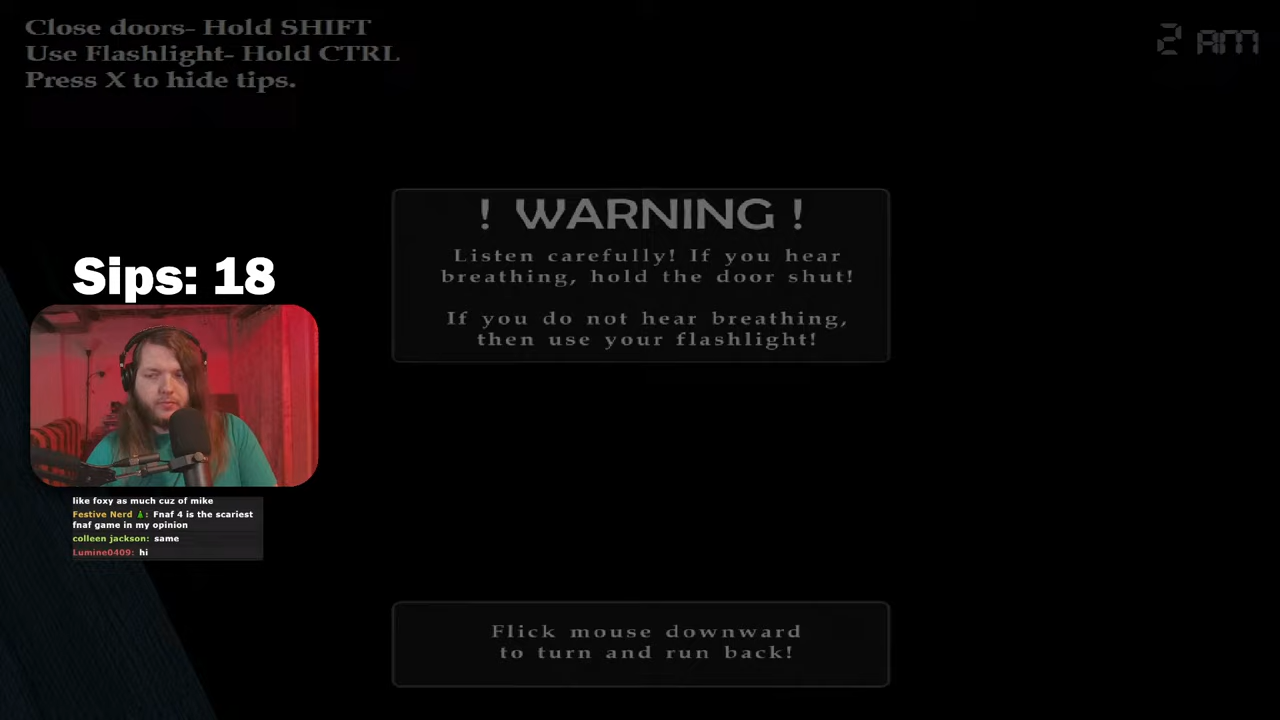 Close doors- Hold SHIFT
Use Flashlight- Hold CTRL
Press X to hide tips.
2 AM
! WARNING !
Listen carefully! If you hear
breathing, hold the door shut!
If you do not hear breathing,
then use your flashlight!
Sips: 18
like foxy as much cuz of mike
Festive Nerd : Fnaf 4 is the scariest
fnaf game in my opinion
colleen jackson: same
Lumine0409: hi
Flick mouse downward
to turn and run back!